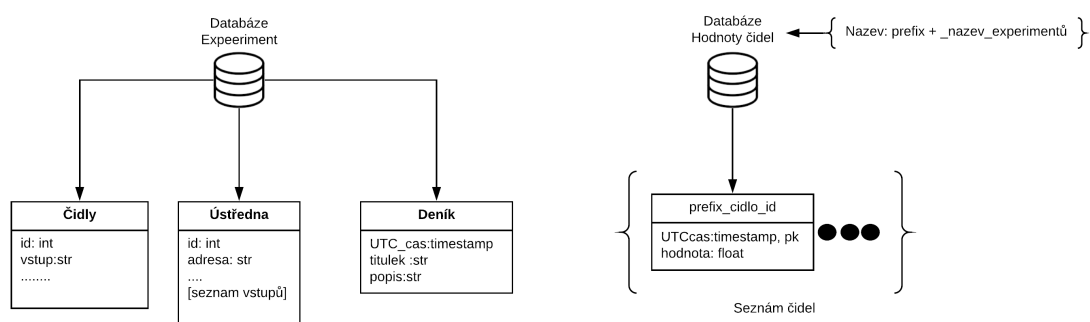 Databáze
Expeeriment
Čidly
id: int
vstup:str
........
Ústředna
id: int
adresa: str
....
[seznam vstupů]
Deník
UTC_cas:timestamp
titulek :str
popis:str
Databáze
Hodnoty čidel
Nazev: prefix + _nazev_experimentů
prefix_cidlo_id
UTCcas:timestamp, pk
hodnota: float
Seznám čidel